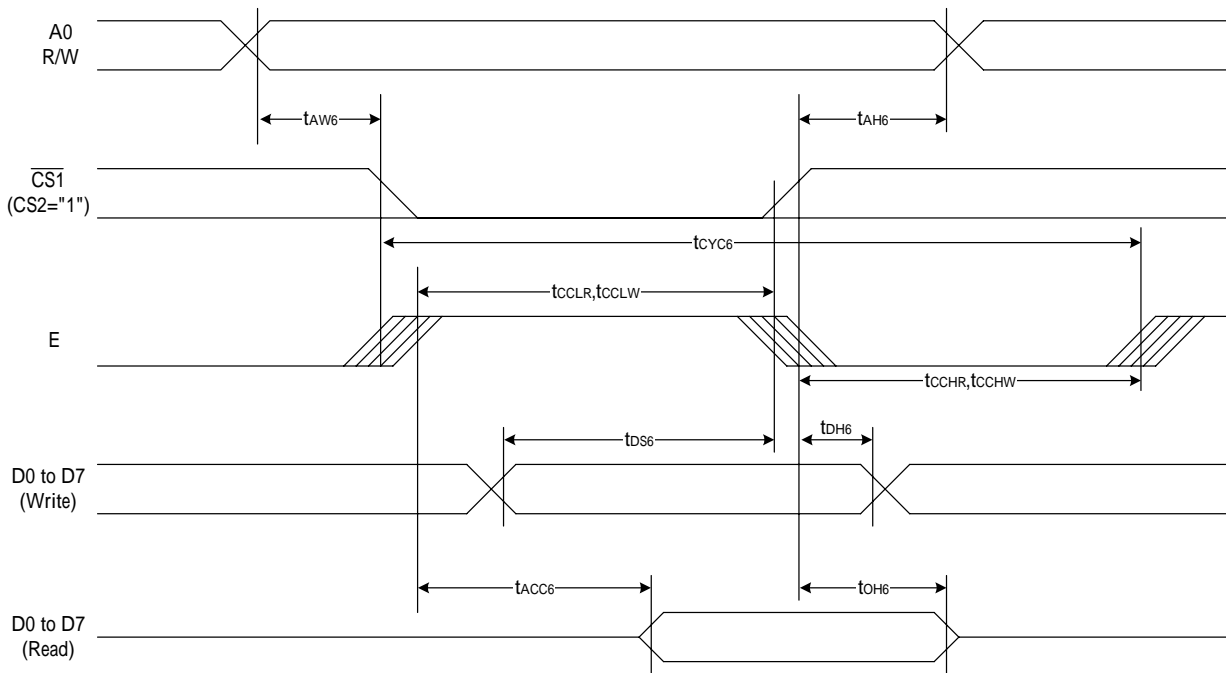 A0
R/W
tAW6
tAH6
CS1
(CS2="1")
tCYC6
tCCLR,tCCLW
E
tCCHR,tCCHW
tDS6
tDH6
D0 to D7
(Write)
tACC6
tOH6
D0 to D7
(Read)